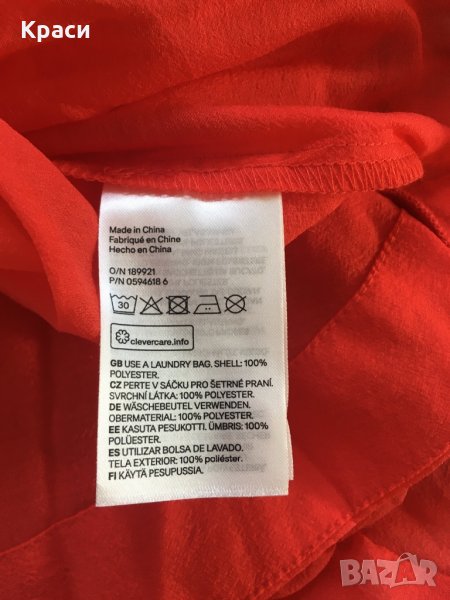 Краси
Made in China
Fabriqué en Chine
Hecho en China
O/N 189921
P/N 0594618 6
30
clevercare.info
GB USE A LAUNDRY BAG. SHELL: 100%
POLYESTER.
CZ PERTE V SÁČKU PRO ŠETRNÉ PRANÍ.
SVRCHNÍ LÁTKA: 100% POLYESTER.
DE WÄSCHEBEUTEL VERWENDEN.
OBERMATERIAL: 100% POLYESTER.
EE KASUTA PESUKOTTI. ÜMBRIS: 100%
POLÜESTER.
ES UTILIZAR BOLSA DE LAVADO.
TELA EXTERIOR: 100% poliéster.
FI KÄYTÄ PESUPUSSIA.
BAZAR